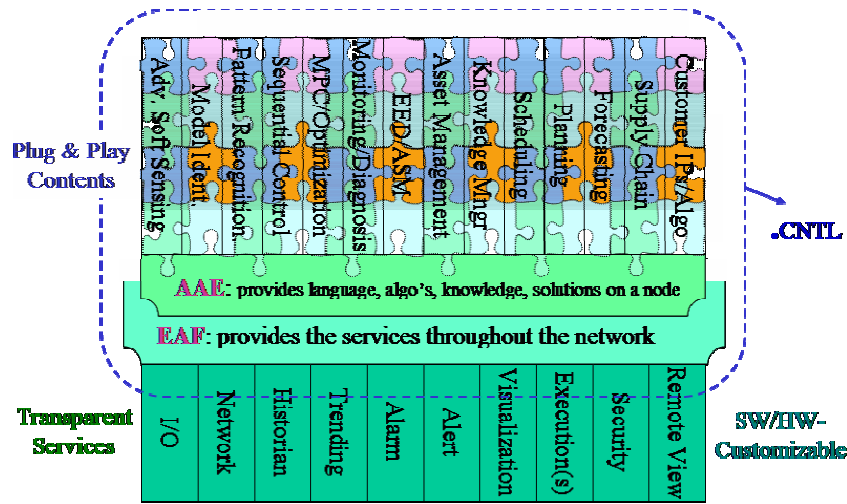 Adv. Soft Sensing
Model Ident.
Pattern Recognition
Sequential Control
MPC/Optimization
Monitoring/Diagnosis
EED/ASM
Asset Management
Knowledge Mngr
Scheduling
Planning
Forecasting
Supply Chain
Customer IPs/Algo
Plug & Play
Contents
.CNTL
AAE: provides language, algo's, knowledge, solutions on a node
EAF: provides the services throughout the network
Transparent
Services
I/O
Network
Historian
Trending
Alarm
Alert
Visualization
Execution(s)
Security
Remote View
SW/HW-
Customizable